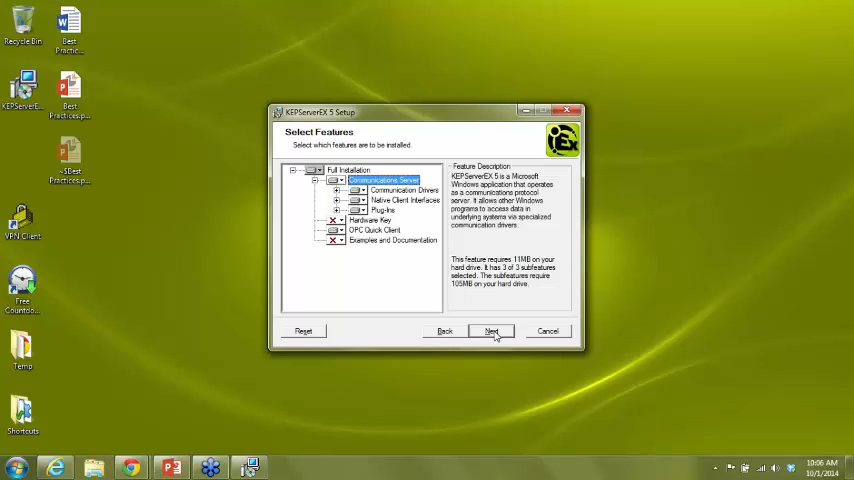 Recycle Bin
Best
Practic...
KEPServerE...
Best
Practices.p...
~$Best
Practices.p...
VPN Client
Free
Countdo...
Temp
Shortcuts
KEPServerEX 5 Setup
Select Features
Select which features are to be installed.
iEx
Full Installation
Communications Server
Communication Drivers
Native Client Interfaces
Plug-Ins
Hardware Key
OPC Quick Client
Examples and Documentation
Feature Description
KEPServerEX 5 is a Microsoft
Windows application that operates
as a communications protocol
server. It allows other Windows
programs to access data in
underlying systems via specialized
communication drivers.
This feature requires 11MB on your
hard drive. It has 3 of 3 subfeatures
selected. The subfeatures require
105MB on your hard drive.
Reset
Back
Next
Cancel
10:06 AM
10/1/2014